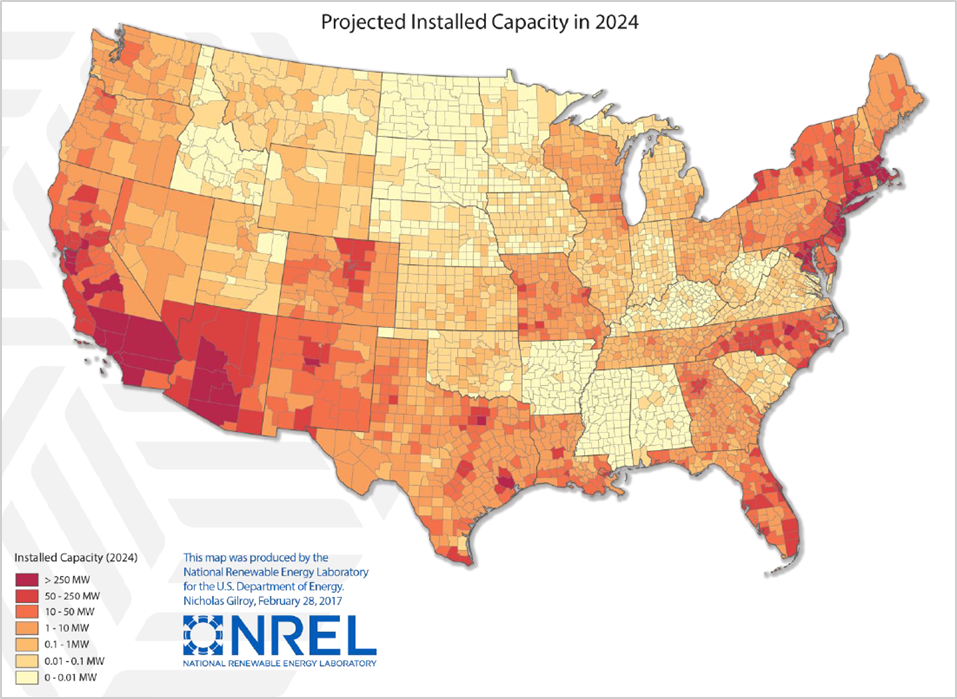 Projected Installed Capacity in 2024
Installed Capacity (2024)
> 250 MW
50 - 250 MW
10 - 50 MW
1 - 10 MW
0.1 - 1MW
0.01 - 0.1 MW
0 - 0.01 MW
This map was produced by the
National Renewable Energy Laboratory
for the U.S. Department of Energy.
Nicholas Gilroy, February 28, 2017
NREL
NATIONAL RENEWABLE ENERGY LABORATORY